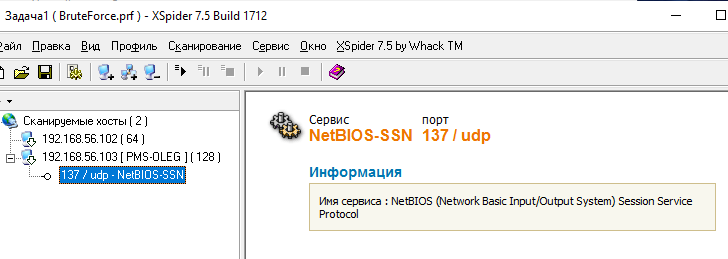 Задача1 ( BruteForce.prf ) - XSpider 7.5 Build 1712
Файл Правка Вид Профиль Сканирование Сервис Окно XSpider 7.5 by Whack TM
Сканируемые хосты ( 2 )
192.168.56.102 ( 64 )
192.168.56.103 [ PMS-OLEG ] ( 128 )
137 / udp - NetBIOS-SSN
Сервис порт
NetBIOS-SSN 137 / udp
Информация
Имя сервиса : NetBIOS (Network Basic Input/Output System) Session Service
Protocol